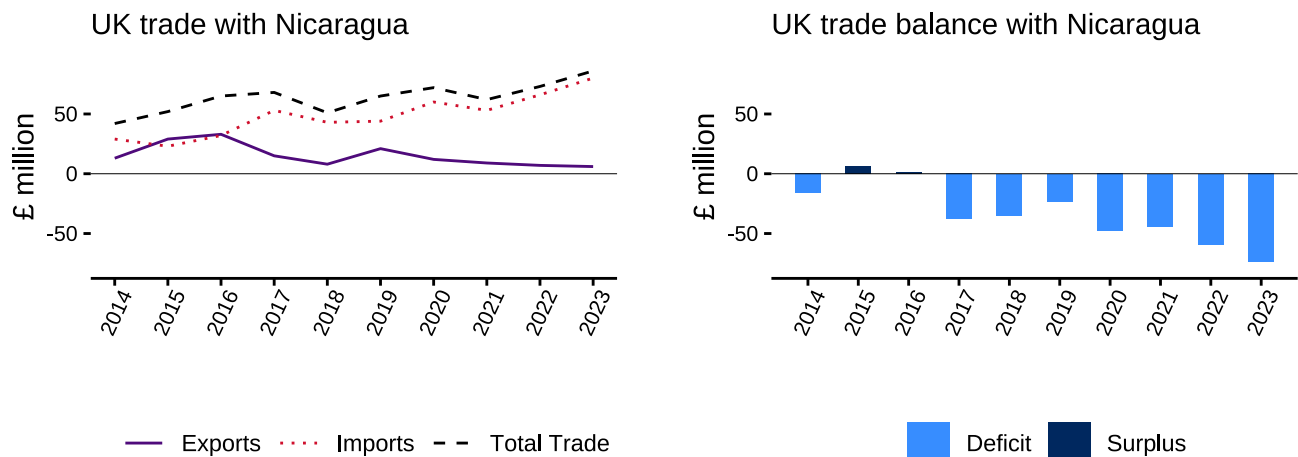 UK trade with Nicaragua
£ million
50
0
-50
2014
2015
2016
2017
2018
2019
2020
2021
2022
2023
Exports
Imports
Total Trade
UK trade balance with Nicaragua
£ million
50
0
-50
2014
2015
2016
2017
2018
2019
2020
2021
2022
2023
Deficit
Surplus